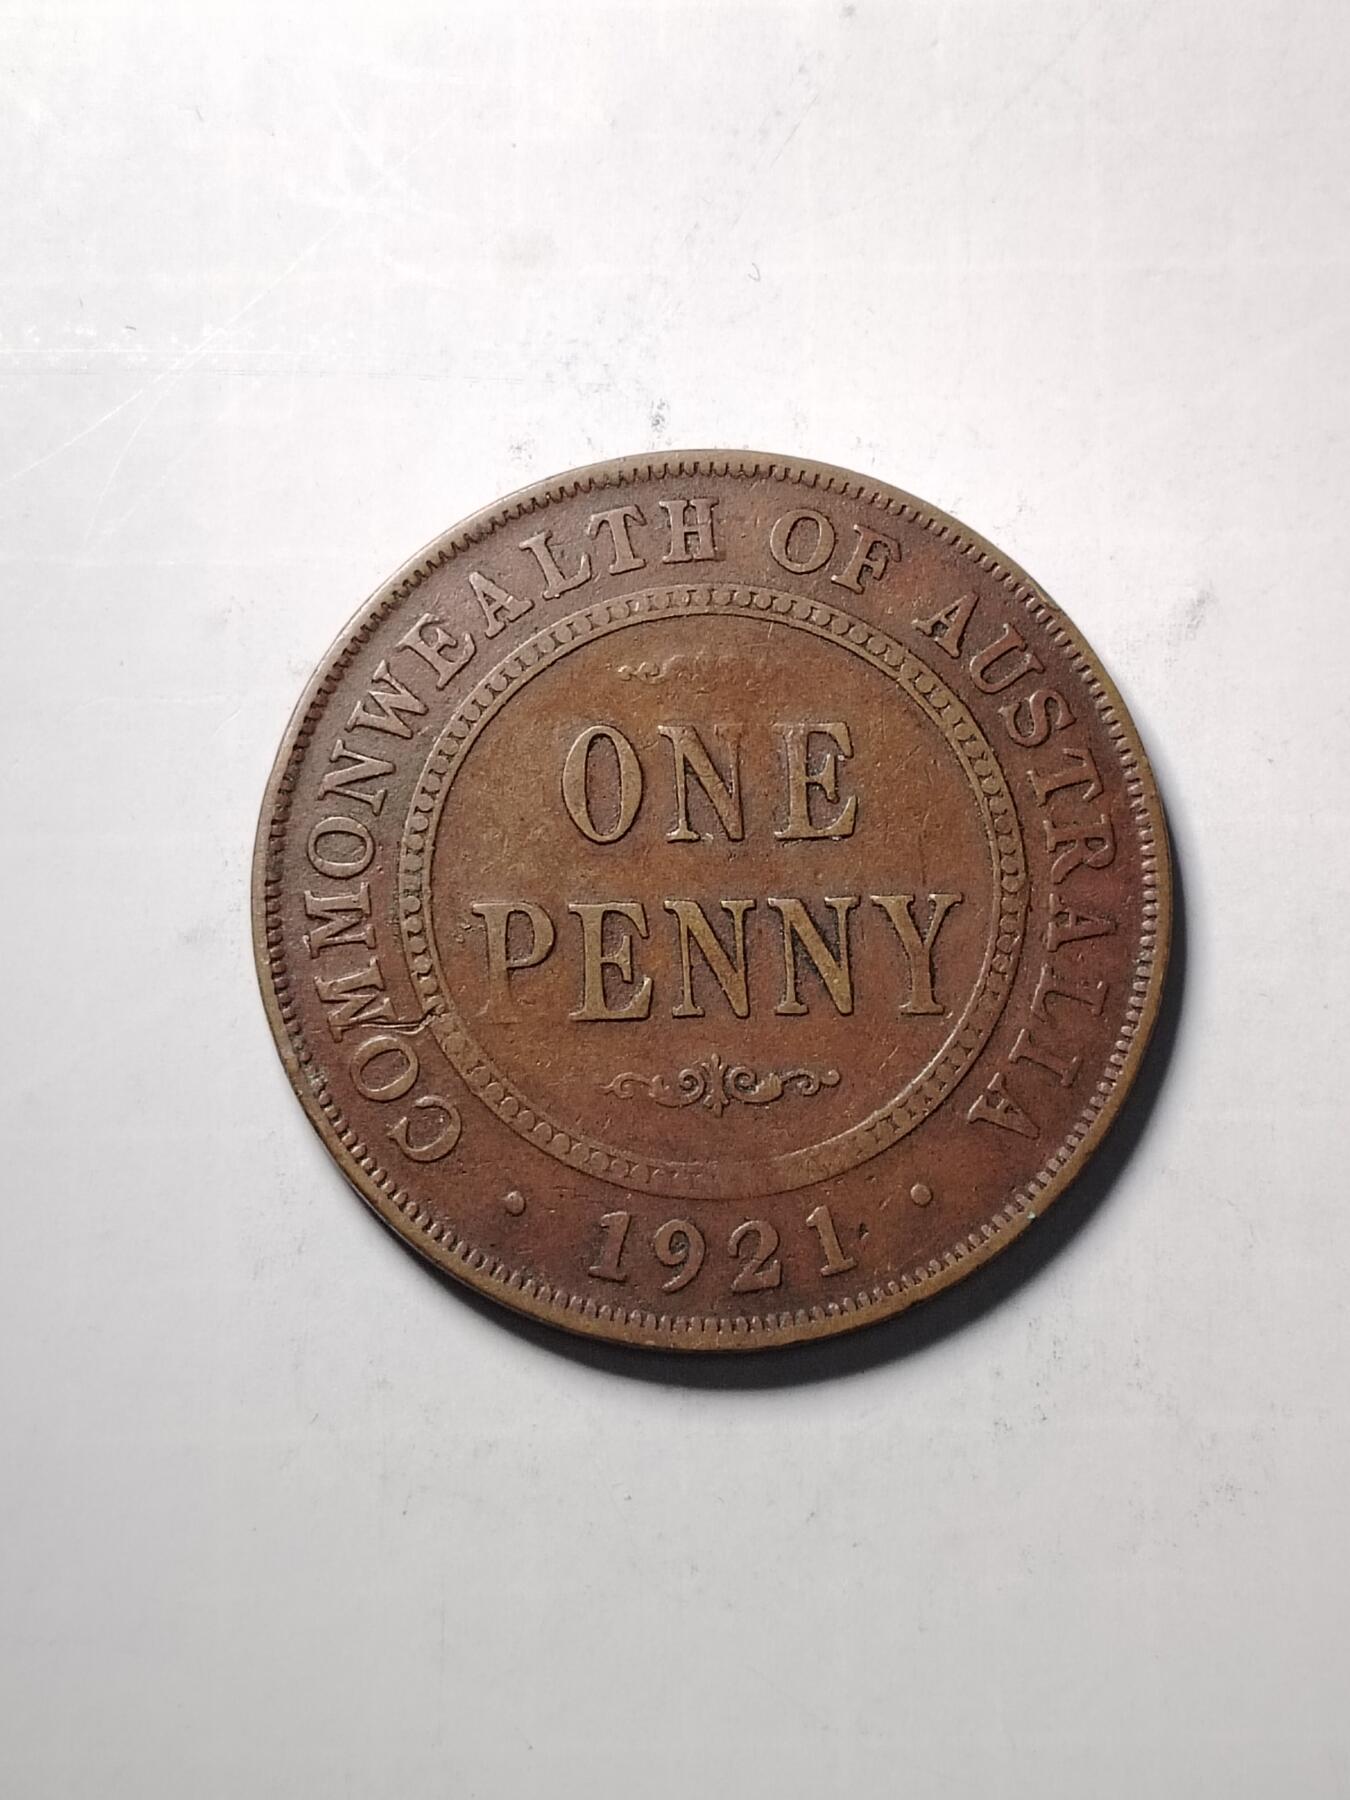 COMMONWEALTH OF AUSTRALIA
ONE
PENNY
· 1921 ·